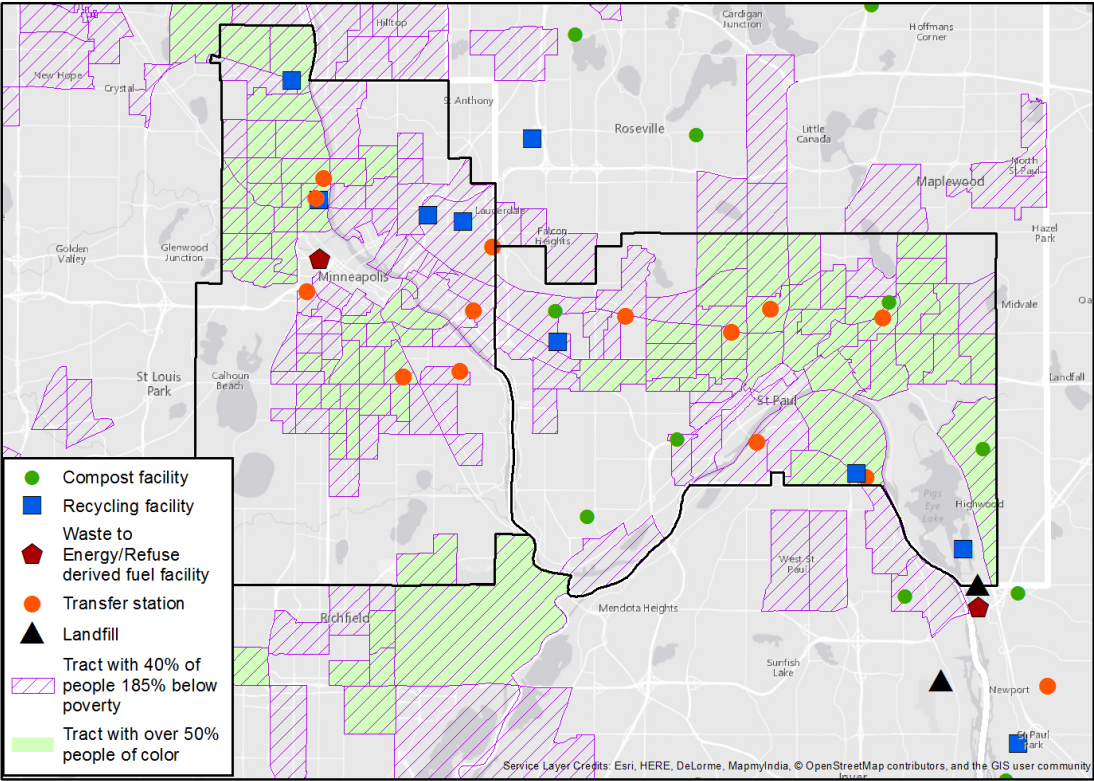 Cardigan
Junction
Hilltop
Hoffmans
Corner
New Hope
Crystal
St Anthony
Roseville
Little
Canada
North
St Paul
Maplewood
Lauderdale
Falcon
Heights
Hazel
Park
Golden
Valley
Glenwood
Junction
Minneapolis
Midvale
Oa
St Louis
Park
Calhoun
Beach
Landfall
St Paul
Pigs
Eye
Lake
Highwood
West St
Paul
Mendota Heights
Richfield
Sunfish
Lake
Newport
St Paul
Park
Compost facility
Recycling facility
Waste to
Energy/Refuse
derived fuel facility
Transfer station
Landfill
Tract with 40% of
people 185% below
poverty
Tract with over 50%
people of color
Service Layer Credits: Esri, HERE, DeLorme, MapmyIndia, © OpenStreetMap contributors, and the GIS user community